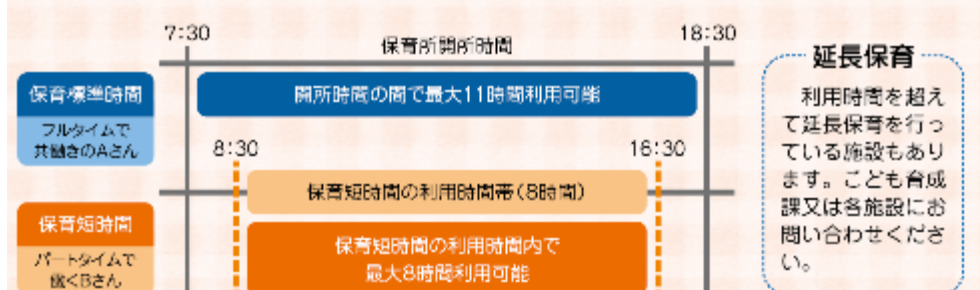 7:30
18:30
保育所開所時間
保育標準時間
開所時間の間で最大11時間利用可能
フルタイムで
共働きのAさん
8:30
16:30
保育短時間の利用時間帯(8時間)
保育短時間
保育短時間の利用時間内で
最大8時間利用可能
パートタイムで
働くBさん
延長保育
利用時間を超え
て延長保育を行っ
ている施設もあり
ます。こども育成
課又は各施設にお
問い合わせくださ
い。